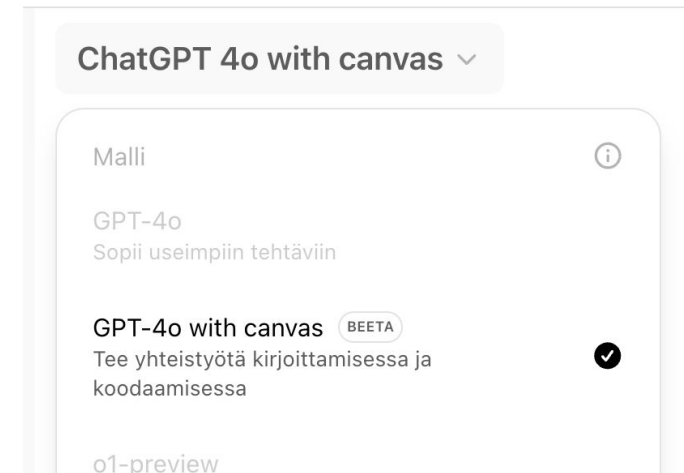 ChatGPT 4o with canvas
Malli
GPT-4o
Sopii useimpiin tehtäviin
GPT-4o with canvas BEETA
Tee yhteistyötä kirjoittamisessa ja
koodaamisessa
o1-preview